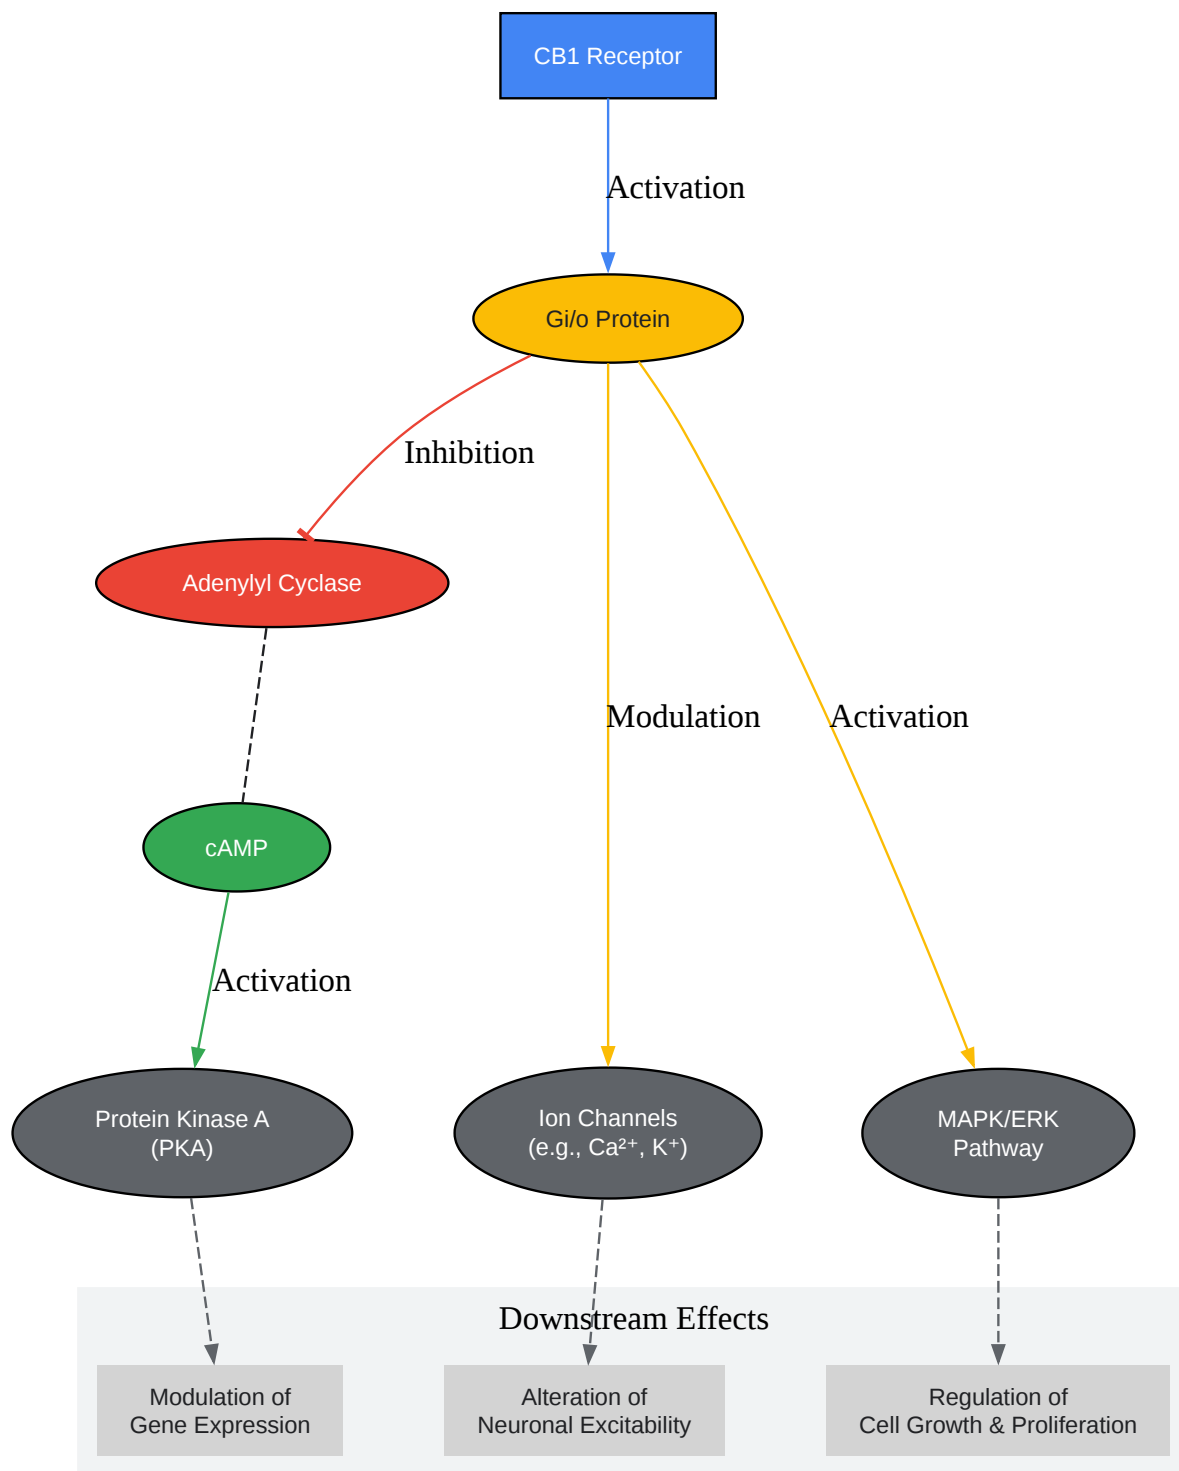 CB1 Receptor
Activation
Gi/o Protein
Inhibition
Adenylyl Cyclase
Modulation
Activation
cAMP
Activation
Protein Kinase A
(PKA)
Ion Channels
(e.g., Ca²⁺, K⁺)
MAPK/ERK
Pathway
Downstream Effects
Modulation of
Gene Expression
Alteration of
Neuronal Excitability
Regulation of
Cell Growth & Proliferation